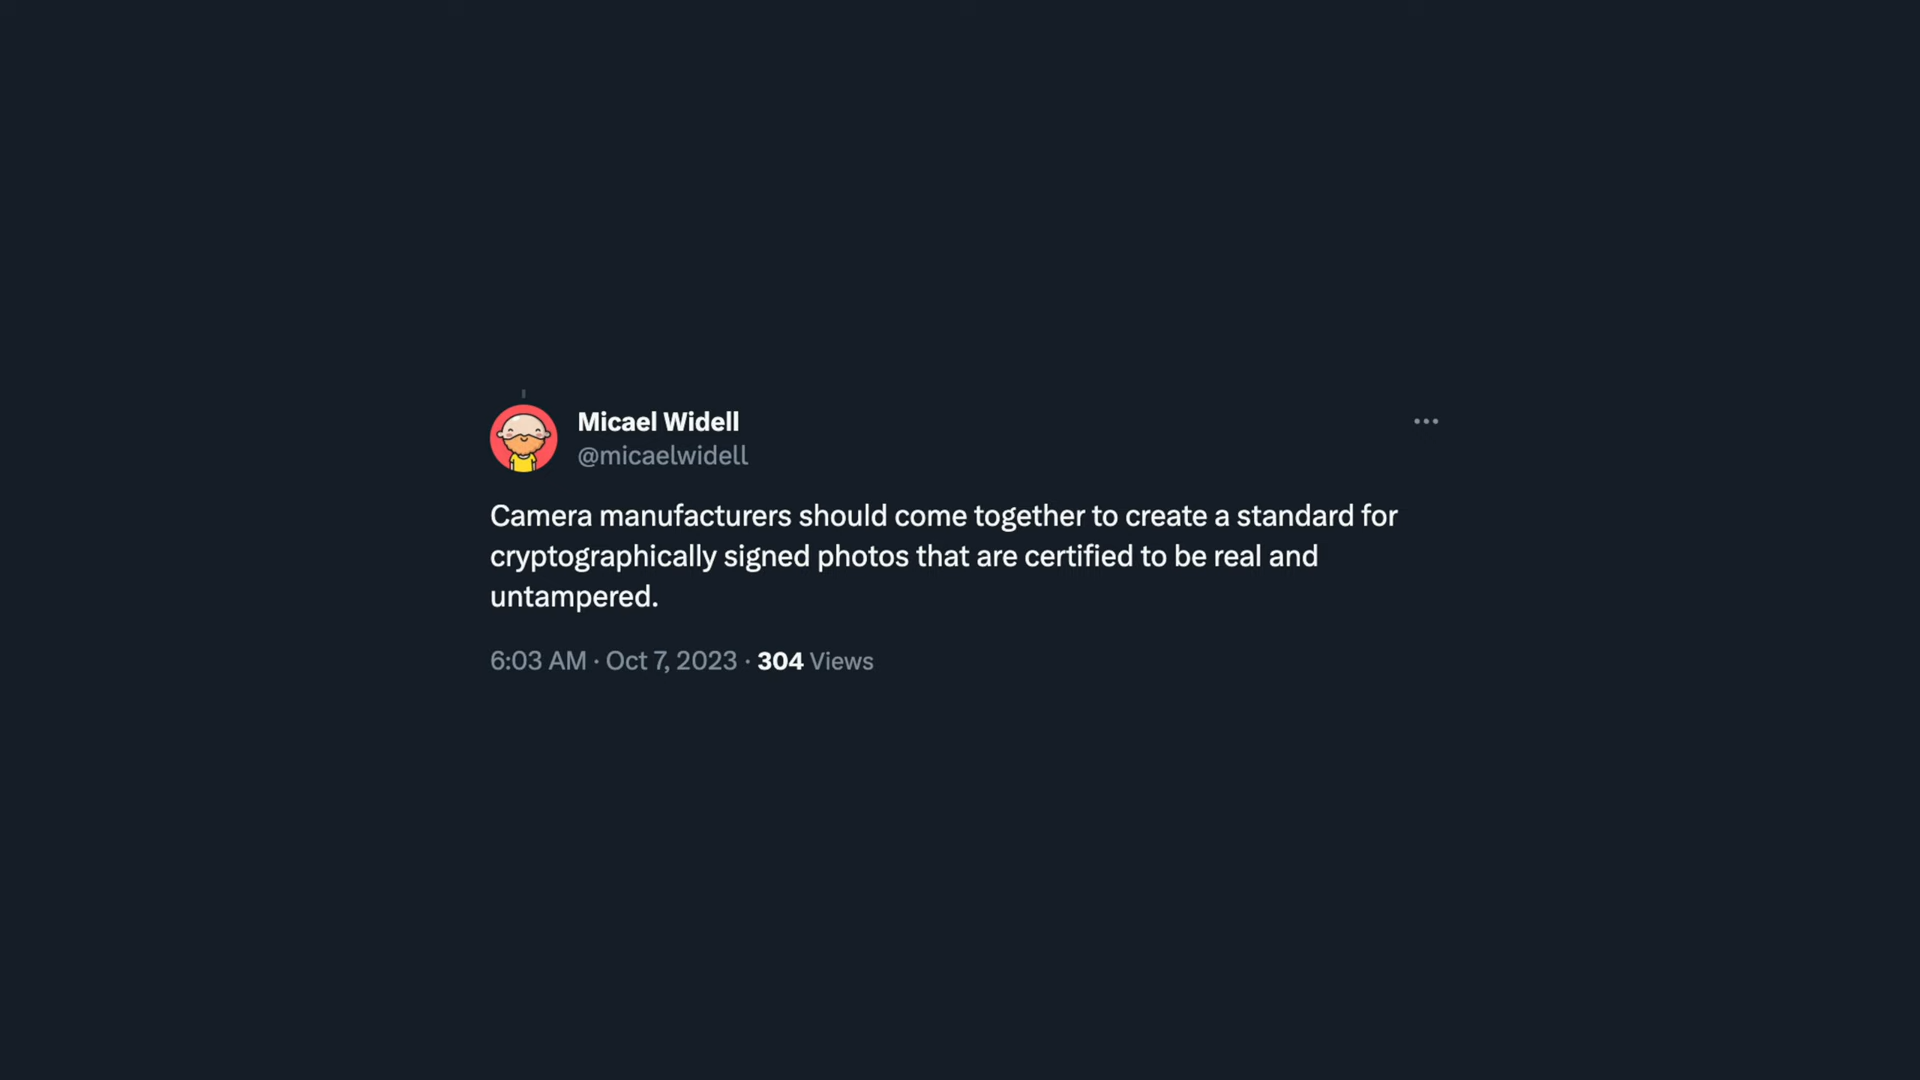 Micael Widell
@micaelwidell
Camera manufacturers should come together to create a standard for
cryptographically signed photos that are certified to be real and
untampered.
6:03 AM · Oct 7, 2023 · 304 Views